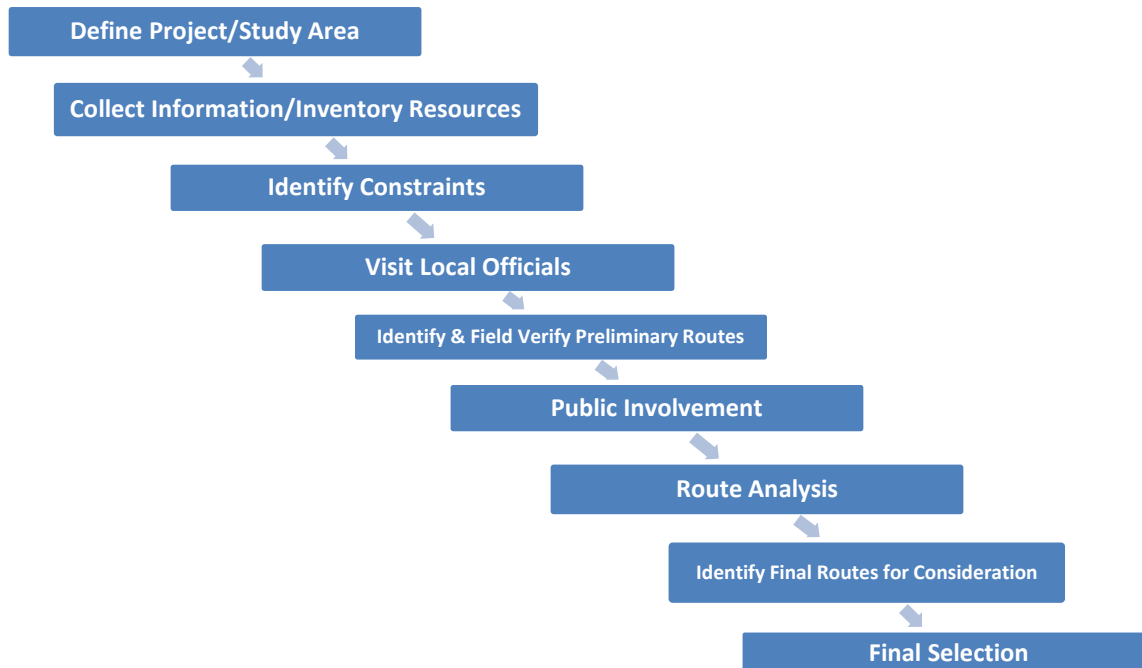 Define Project/Study Area
Collect Information/Inventory Resources
Identify Constraints
Visit Local Officials
Identify & Field Verify Preliminary Routes
Public Involvement
Route Analysis
Identify Final Routes for Consideration
Final Selection